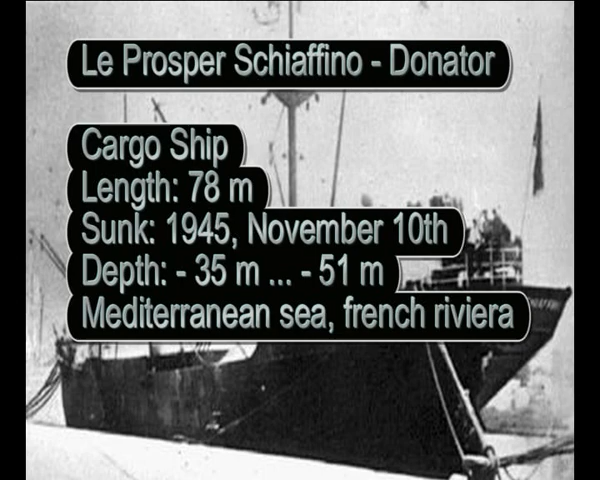 Le Prosper Schiaffino - Donator
Cargo Ship
Length: 78 m
Sunk: 1945, November 10th
Depth: - 35 m ... - 51 m
Mediterranean sea, french riviera